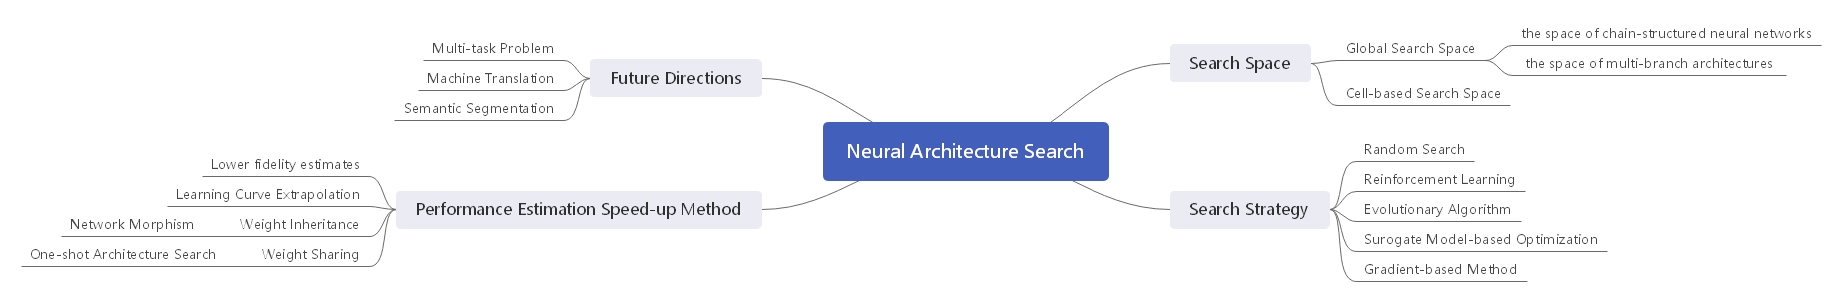 Neural Architecture Search
Search Space
Global Search Space
the space of chain-structured neural networks
the space of multi-branch architectures
Cell-based Search Space
Search Strategy
Random Search
Reinforcement Learning
Evolutionary Algorithm
Surogate Model-based Optimization
Gradient-based Method
Future Directions
Multi-task Problem
Machine Translation
Semantic Segmentation
Performance Estimation Speed-up Method
Lower fidelity estimates
Learning Curve Extrapolation
Weight Inheritance
Network Morphism
Weight Sharing
One-shot Architecture Search